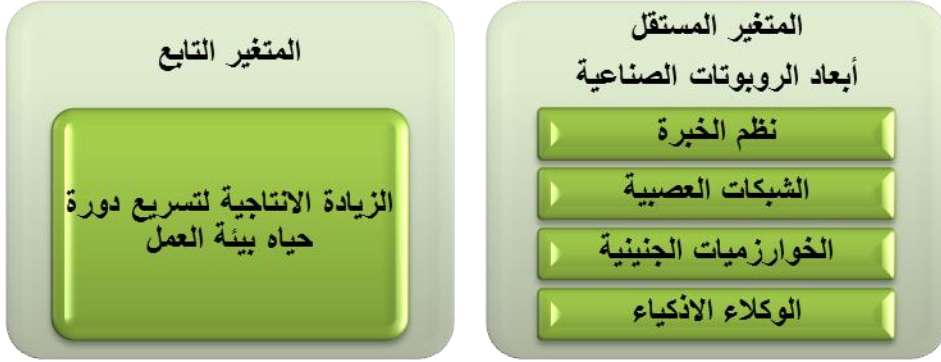 المتغير المستقل
أبعاد الروبوتات الصناعية
نظم الخبرة
الشبكات العصبية
الخوارزميات الجنينية
الوكلاء الاذكياء
المتغير التابع
الزيادة الانتاجية لتسريع دورة
حياه بيئة العمل